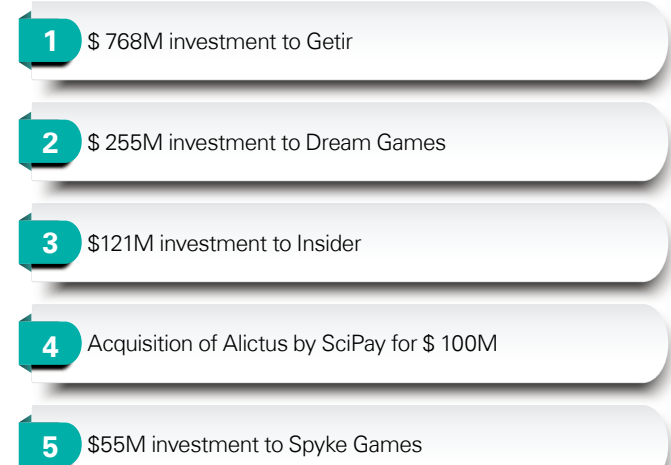 1 $ 768M investment to Getir
2 $ 255M investment to Dream Games
3 $121M investment to Insider
4 Acquisition of Alictus by SciPay for $ 100M
5 $55M investment to Spyke Games